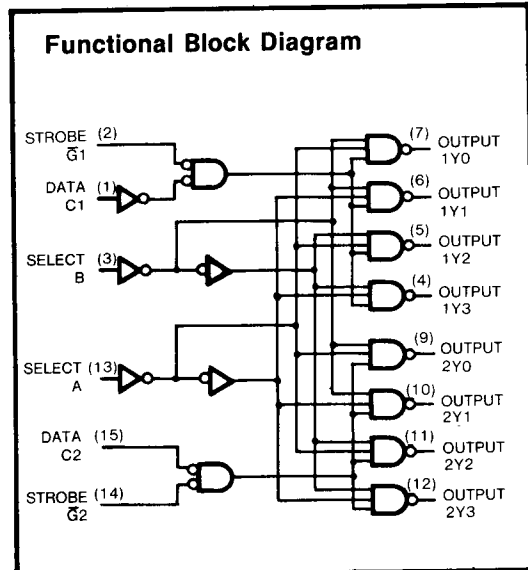 Functional Block Diagram
STROBE (2)
G̅1
DATA (1)
C1
SELECT (3)
B
SELECT (13)
A
DATA (15)
C2
STROBE (14)
G̅2
(7) OUTPUT
1Y0
(6) OUTPUT
1Y1
(5) OUTPUT
1Y2
(4) OUTPUT
1Y3
(9) OUTPUT
2Y0
(10) OUTPUT
2Y1
(11) OUTPUT
2Y2
(12) OUTPUT
2Y3